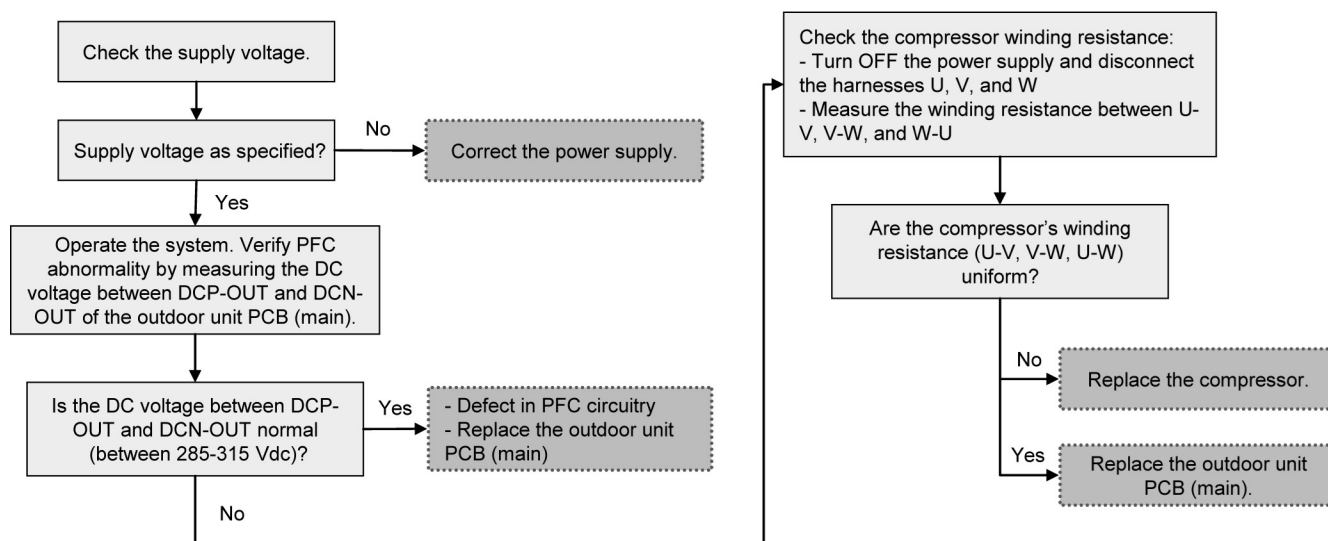 Check the supply voltage.
Supply voltage as specified?
No
Correct the power supply.
Yes
Operate the system. Verify PFC
abnormality by measuring the DC
voltage between DCP-OUT and DCN-
OUT of the outdoor unit PCB (main).
Is the DC voltage between DCP-
OUT and DCN-OUT normal
(between 285-315 Vdc)?
Yes
- Defect in PFC circuitry
- Replace the outdoor unit
PCB (main)
No
Check the compressor winding resistance:
- Turn OFF the power supply and disconnect
the harnesses U, V, and W
- Measure the winding resistance between U-
V, V-W, and W-U
Are the compressor’s winding
resistance (U-V, V-W, U-W)
uniform?
No
Replace the compressor.
Yes
Replace the outdoor unit
PCB (main).